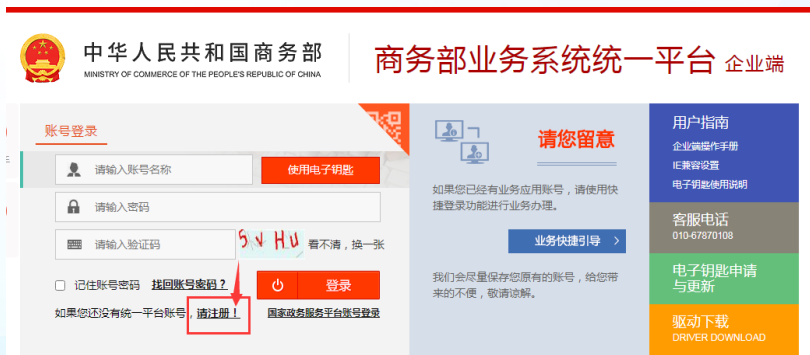 中华人民共和国商务部
MINISTRY OF COMMERCE OF THE PEOPLE'S REPUBLIC OF CHINA
商务部业务系统统一平台 企业端
账号登录
请输入账号名称
使用电子钥匙
请输入密码
请输入验证码
看不清，换一张
记住账号密码 找回账号密码？
登录
如果您还没有统一平台账号，请注册！
国家政务服务平台账号登录
请您留意
如果您已经有业务应用账号，请使用快
捷登录功能进行业务办理。
业务快捷引导 >
我们会尽量保存您原有的账号，给您带
来的不便，敬请谅解。
用户指南
企业端操作手册
IE兼容设置
电子钥匙使用说明
客服电话
010-67870108
电子钥匙申请
与更新
驱动下载
DRIVER DOWNLOAD